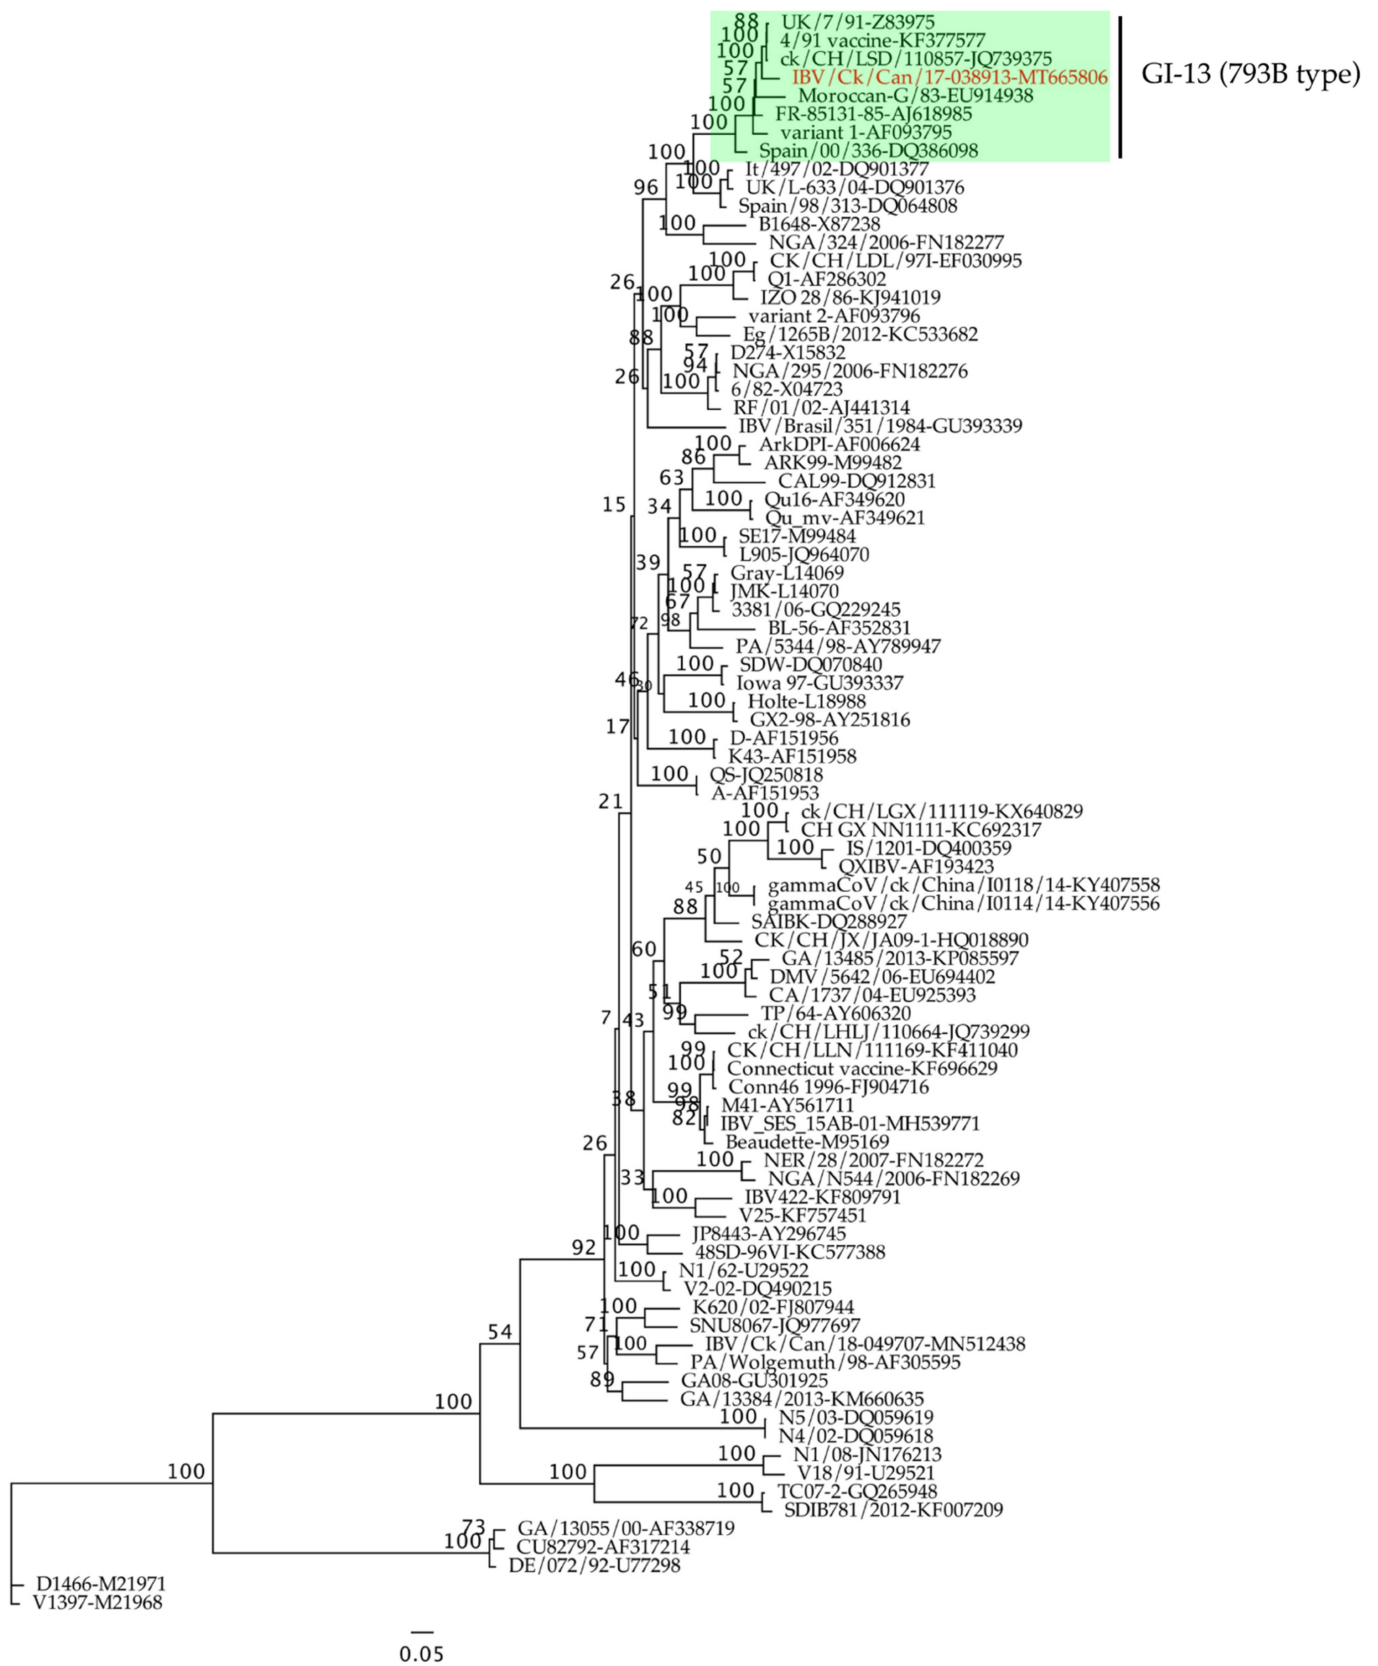 88 UK/7/91-Z83975
100 4/91 vaccine-KF377577
100 ck/CH/LSD/110857-JQ739375
57 IBV/Ck/Can/17-038913-MT665806
GI-13 (793B type)
57 Moroccan-G/83-EU914938
100 FR-85131-85-AJ618985
100 variant 1-AF093795
Spain/00/336-DQ386098
100
100 It/497/02-DQ901377
100 UK/L-633/04-DQ901376
96 Spain/98/313-DQ064808
100 B1648-X87238
NGA/324/2006-FN182277
100 CK/CH/LDL/97I-EF030995
26 100 Q1-AF286302
100 IZO 28/86-KJ941019
100 variant 2-AF093796
88 Eg/1265B/2012-KC533682
57 D274-X15832
94 NGA/295/2006-FN182276
26 100 6/82-X04723
RF/01/02-AJ441314
IBV/Brasil/351/1984-GU393339
100 ArkDPI-AF006624
86 ARK99-M99482
63 CAL99-DQ912831
15 34 100 Qu16-AF349620
Qu_mv-AF349621
100 SE17-M99484
L905-JQ964070
39 57 Gray-L14069
100 JMK-L14070
67 3381/06-GQ229245
72 98 BL-56-AF352831
PA/5344/98-AY789947
100 SDW-DQ070840
46 30 Iowa 97-GU393337
100 Holte-L18988
GX2-98-AY251816
17 100 D-AF151956
K43-AF151958
100 QS-JQ250818
A-AF151953
21 100 ck/CH/LGX/111119-KX640829
100 CH GX NN1111-KC692317
100 IS/1201-DQ400359
50 QXIBV-AF193423
45 100 gammaCoV/ck/China/I0118/14-KY407558
gammaCoV/ck/China/I0114/14-KY407556
88 SAIBK-DQ288927
CK/CH/JX/JA09-1-HQ018890
60 52 GA/13485/2013-KP085597
100 DMV/5642/06-EU694402
51 CA/1737/04-EU925393
7 43 99 TP/64-AY606320
ck/CH/LHLJ/110664-JQ739299
99 CK/CH/LLN/111169-KF411040
100 Connecticut vaccine-KF696629
99 Conn46 1996-FJ904716
38 98 M41-AY561711
82 IBV_SES_15AB-01-MH539771
26 Beaudette-M95169
100 NER/28/2007-FN182272
33 NGA/N544/2006-FN182269
100 IBV422-KF809791
V25-KF757451
100 JP8443-AY296745
92 48SD-96VI-KC577388
100 N1/62-U29522
V2-02-DQ490215
100 K620/02-FJ807944
54 71 SNU8067-JQ977697
57 100 IBV/Ck/Can/18-049707-MN512438
PA/Wolgemuth/98-AF305595
89 GA08-GU301925
100 GA/13384/2013-KM660635
100 N5/03-DQ059619
N4/02-DQ059618
100 N1/08-JN176213
100 100 V18/91-U29521
100 TC07-2-GQ265948
SDIB781/2012-KF007209
73 GA/13055/00-AF338719
100 CU82792-AF317214
DE/072/92-U77298
D1466-M21971
V1397-M21968
0.05